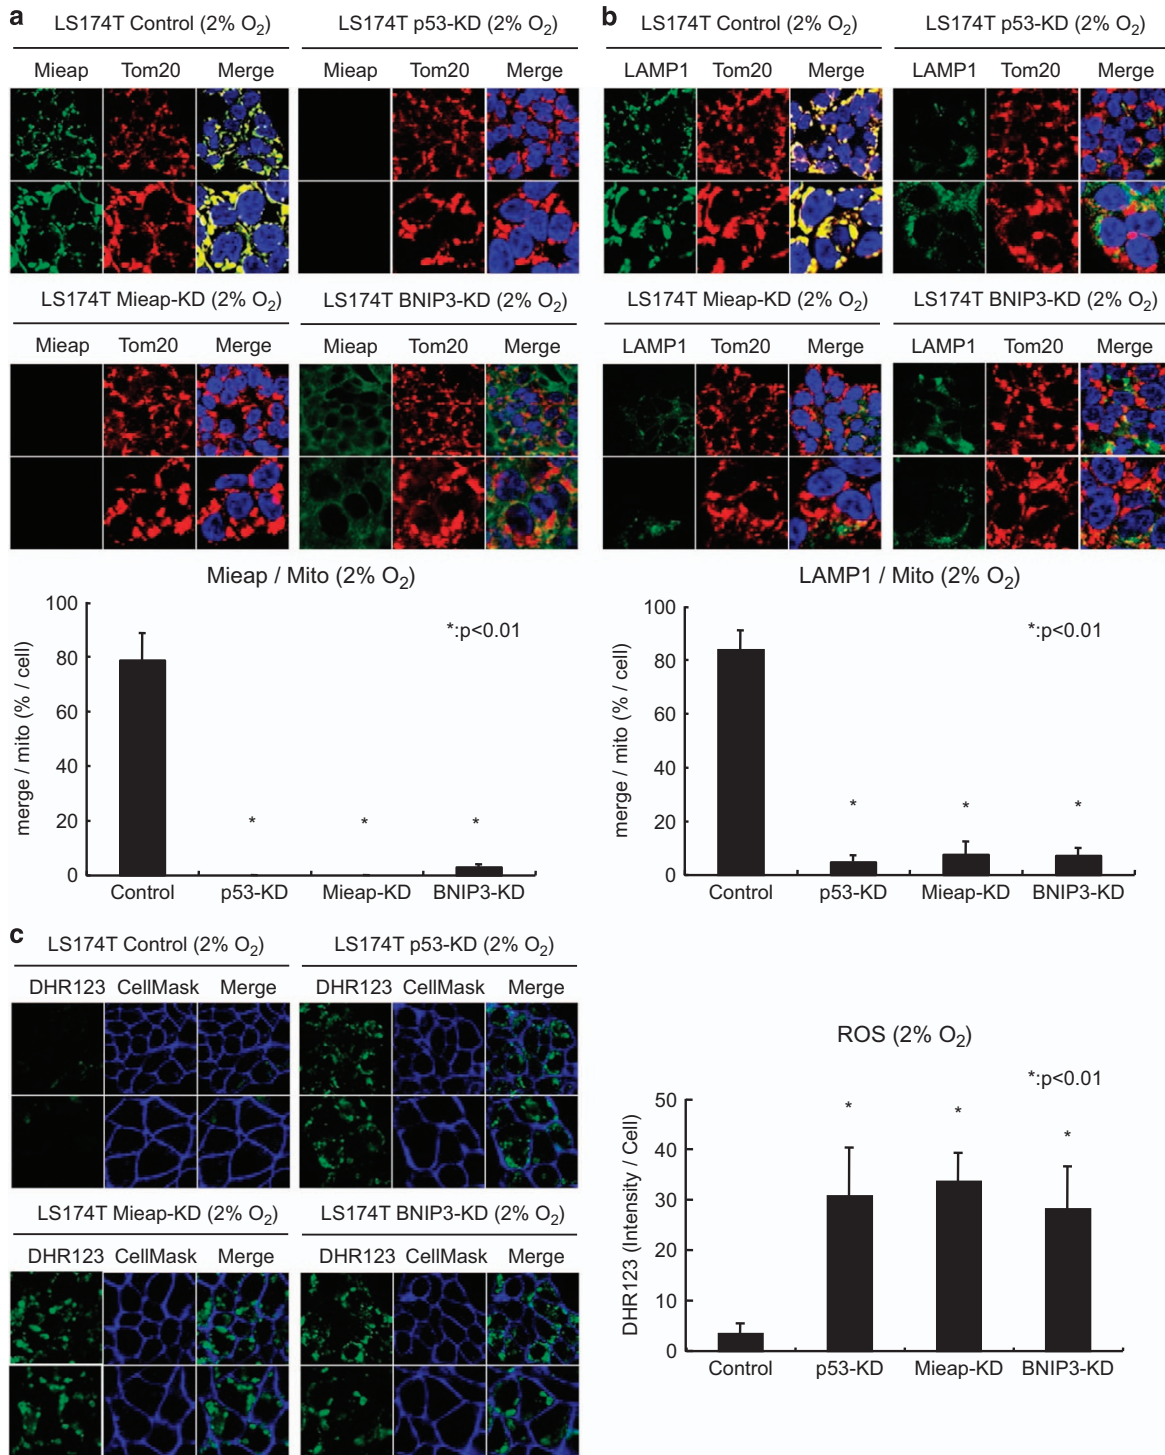 a
LS174T Control (2% O₂)
Mieap Tom20 Merge
LS174T p53-KD (2% O₂)
Mieap Tom20 Merge
LS174T Mieap-KD (2% O₂)
Mieap Tom20 Merge
LS174T BNIP3-KD (2% O₂)
Mieap Tom20 Merge
Mieap / Mito (2% O₂)
*:p<0.01
merge / mito (% / cell)
100
80
60
40
20
0
* * *
Control p53-KD Mieap-KD BNIP3-KD
b
LS174T Control (2% O₂)
LAMP1 Tom20 Merge
LS174T p53-KD (2% O₂)
LAMP1 Tom20 Merge
LS174T Mieap-KD (2% O₂)
LAMP1 Tom20 Merge
LS174T BNIP3-KD (2% O₂)
LAMP1 Tom20 Merge
LAMP1 / Mito (2% O₂)
*:p<0.01
merge / mito (% / cell)
100
80
60
40
20
0
* * *
Control p53-KD Mieap-KD BNIP3-KD
c
LS174T Control (2% O₂)
DHR123 CellMask Merge
LS174T p53-KD (2% O₂)
DHR123 CellMask Merge
LS174T Mieap-KD (2% O₂)
DHR123 CellMask Merge
LS174T BNIP3-KD (2% O₂)
DHR123 CellMask Merge
ROS (2% O₂)
*:p<0.01
DHR123 (Intensity / Cell)
50
40
30
20
10
0
* * *
Control p53-KD Mieap-KD BNIP3-KD